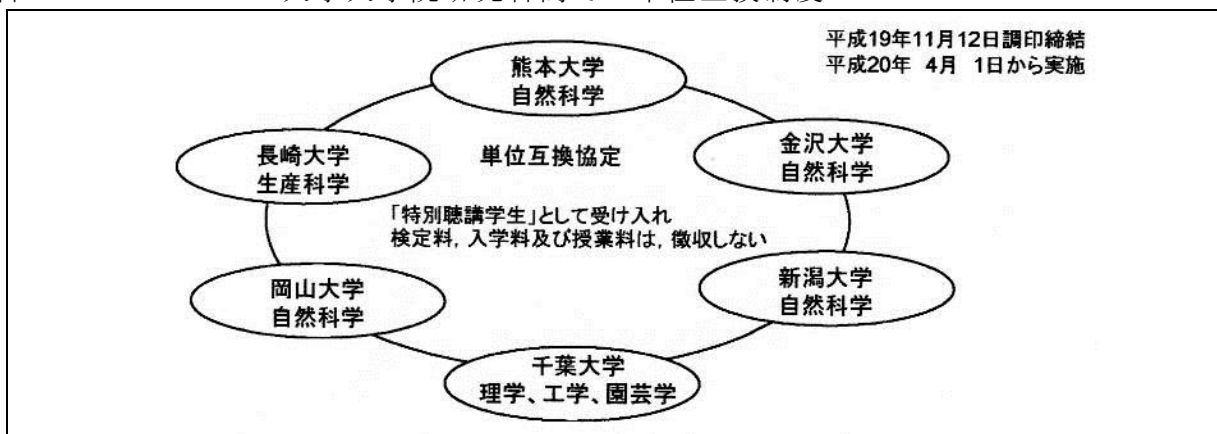 平成19年11月12日調印締結
平成20年 4月 1日から実施
熊本大学
自然科学
金沢大学
自然科学
長崎大学
生産科学
単位互換協定
「特別聴講学生」として受け入れ
検定料,入学料及び授業料は,徴収しない
新潟大学
自然科学
岡山大学
自然科学
千葉大学
理学、工学、園芸学